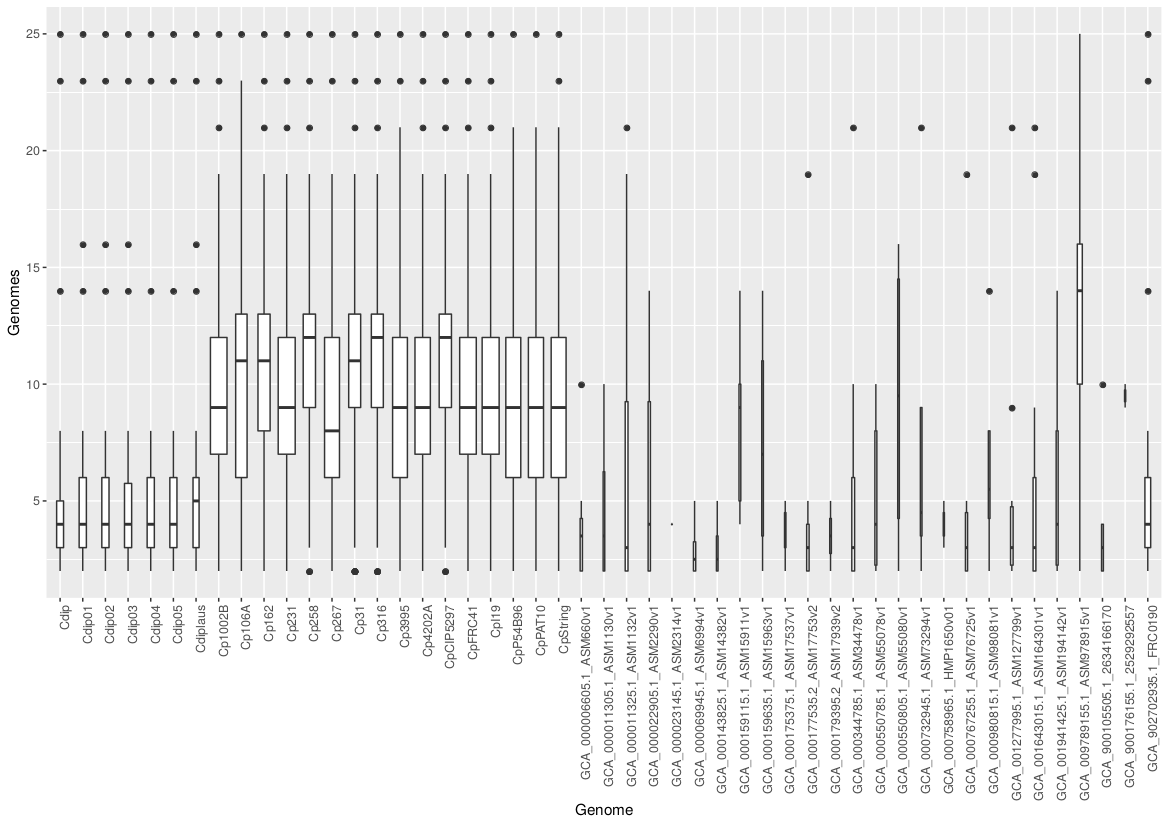 25
20
15
10
5
Genomes
Cdip
Cdip01
Cdip02
Cdip03
Cdip04
Cdip05
Cdiplaus
Cp1002B
Cp106A
Cp162
Cp231
Cp258
Cp267
Cp31
Cp316
Cp3995
Cp4202A
CpCIP5297
CpFRC41
CpI19
CpP54B96
CpPAT10
CpString
GCA_000006605.1_ASM660v1
GCA_000011305.1_ASM1130v1
GCA_000011325.1_ASM1132v1
GCA_000022905.1_ASM2290v1
GCA_000023145.1_ASM2314v1
GCA_000069945.1_ASM6994v1
GCA_000143825.1_ASM14382v1
GCA_000159115.1_ASM15911v1
GCA_000159635.1_ASM15963v1
GCA_000175375.1_ASM17537v1
GCA_000177535.2_ASM17753v2
GCA_000179395.2_ASM17939v2
GCA_000344785.1_ASM34478v1
GCA_000550785.1_ASM55078v1
GCA_000550805.1_ASM55080v1
GCA_000732945.1_ASM73294v1
GCA_000758965.1_HMP1650v01
GCA_000767255.1_ASM76725v1
GCA_000980815.1_ASM98081v1
GCA_001277995.1_ASM127799v1
GCA_001643015.1_ASM164301v1
GCA_001941425.1_ASM194142v1
GCA_009789155.1_ASM978915v1
GCA_900105505.1_2634166170
GCA_900176155.1_2529292557
GCA_902702935.1_FRC0190
Genome